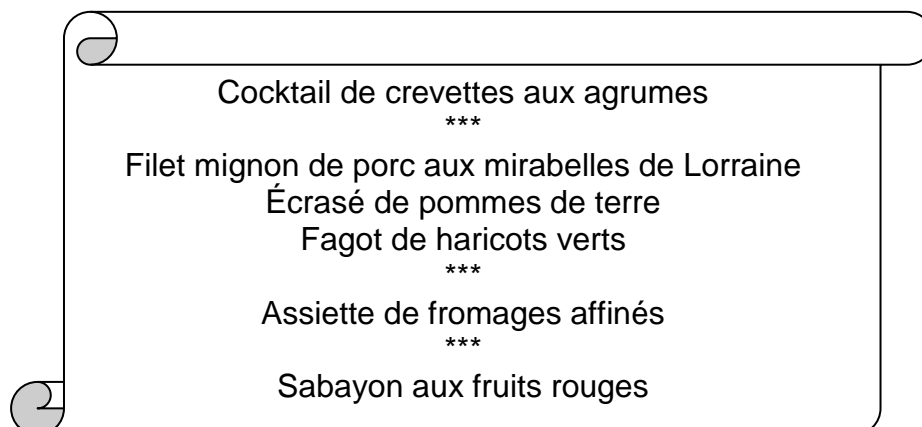 Cocktail de crevettes aux agrumes
***
Filet mignon de porc aux mirabelles de Lorraine
Écrasé de pommes de terre
Fagot de haricots verts
***
Assiette de fromages affinés
***
Sabayon aux fruits rouges